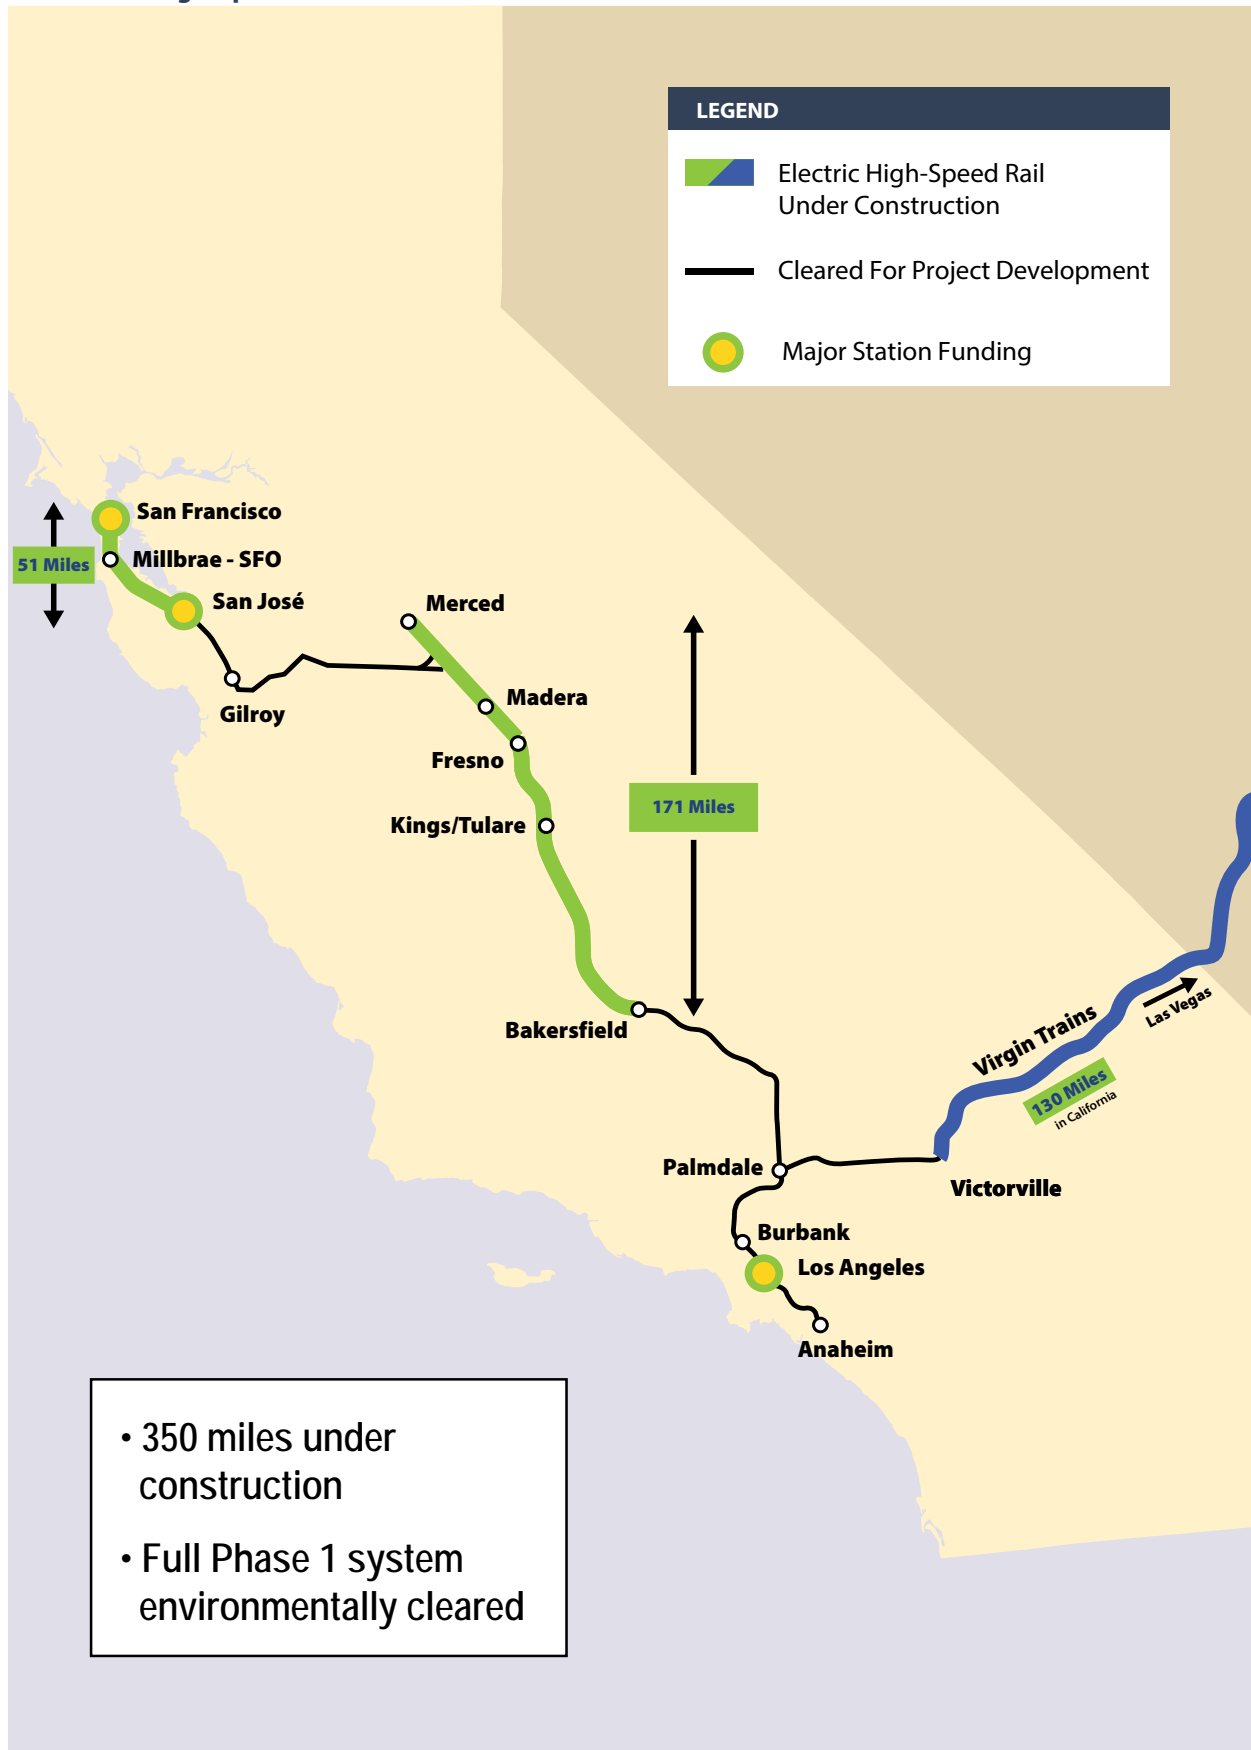 LEGEND
Electric High-Speed Rail
Under Construction
Cleared For Project Development
Major Station Funding
San Francisco
51 Miles
Millbrae - SFO
San José
Merced
Gilroy
Madera
Fresno
171 Miles
Kings/Tulare
Bakersfield
Virgin Trains
Las Vegas
130 Miles
in California
Palmdale
Victorville
Burbank
Los Angeles
Anaheim
• 350 miles under
construction
• Full Phase 1 system
environmentally cleared